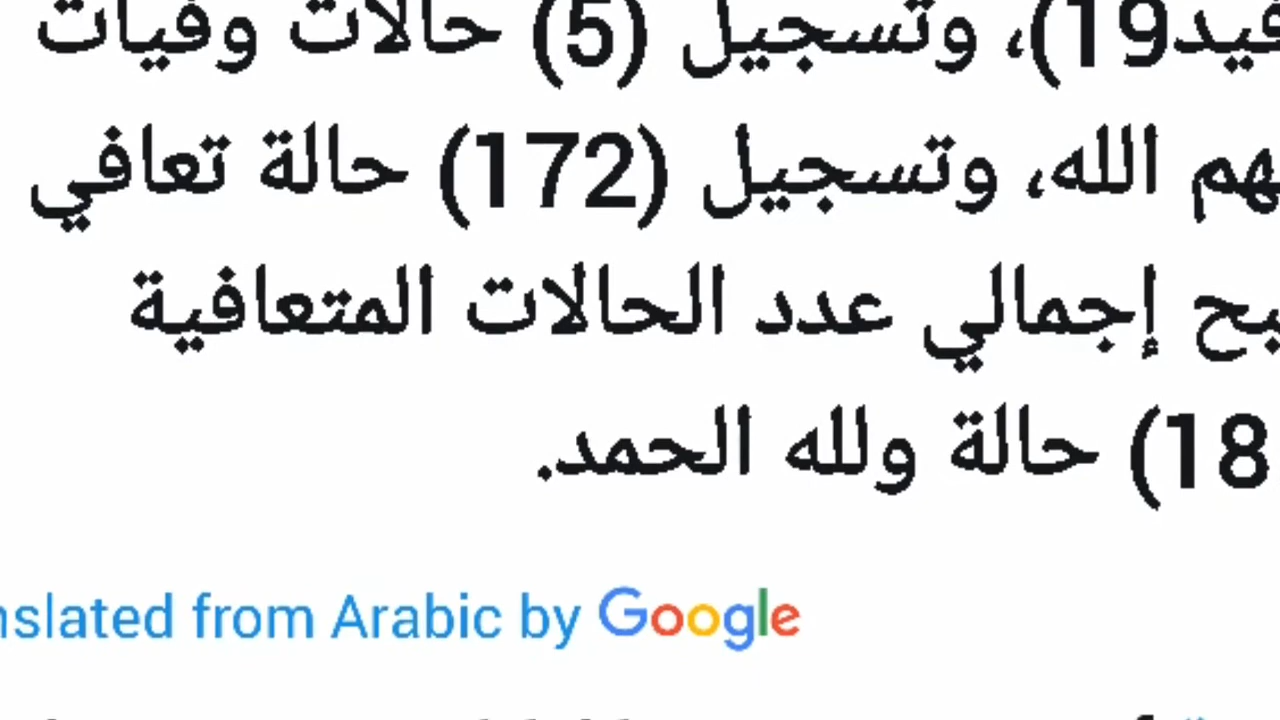 فيد19)، وتسجيل (5) حالات وفيات
هم الله، وتسجيل (172) حالة تعافي
بح إجمالي عدد الحالات المتعافية
18) حالة ولله الحمد.
nslated from Arabic by Google